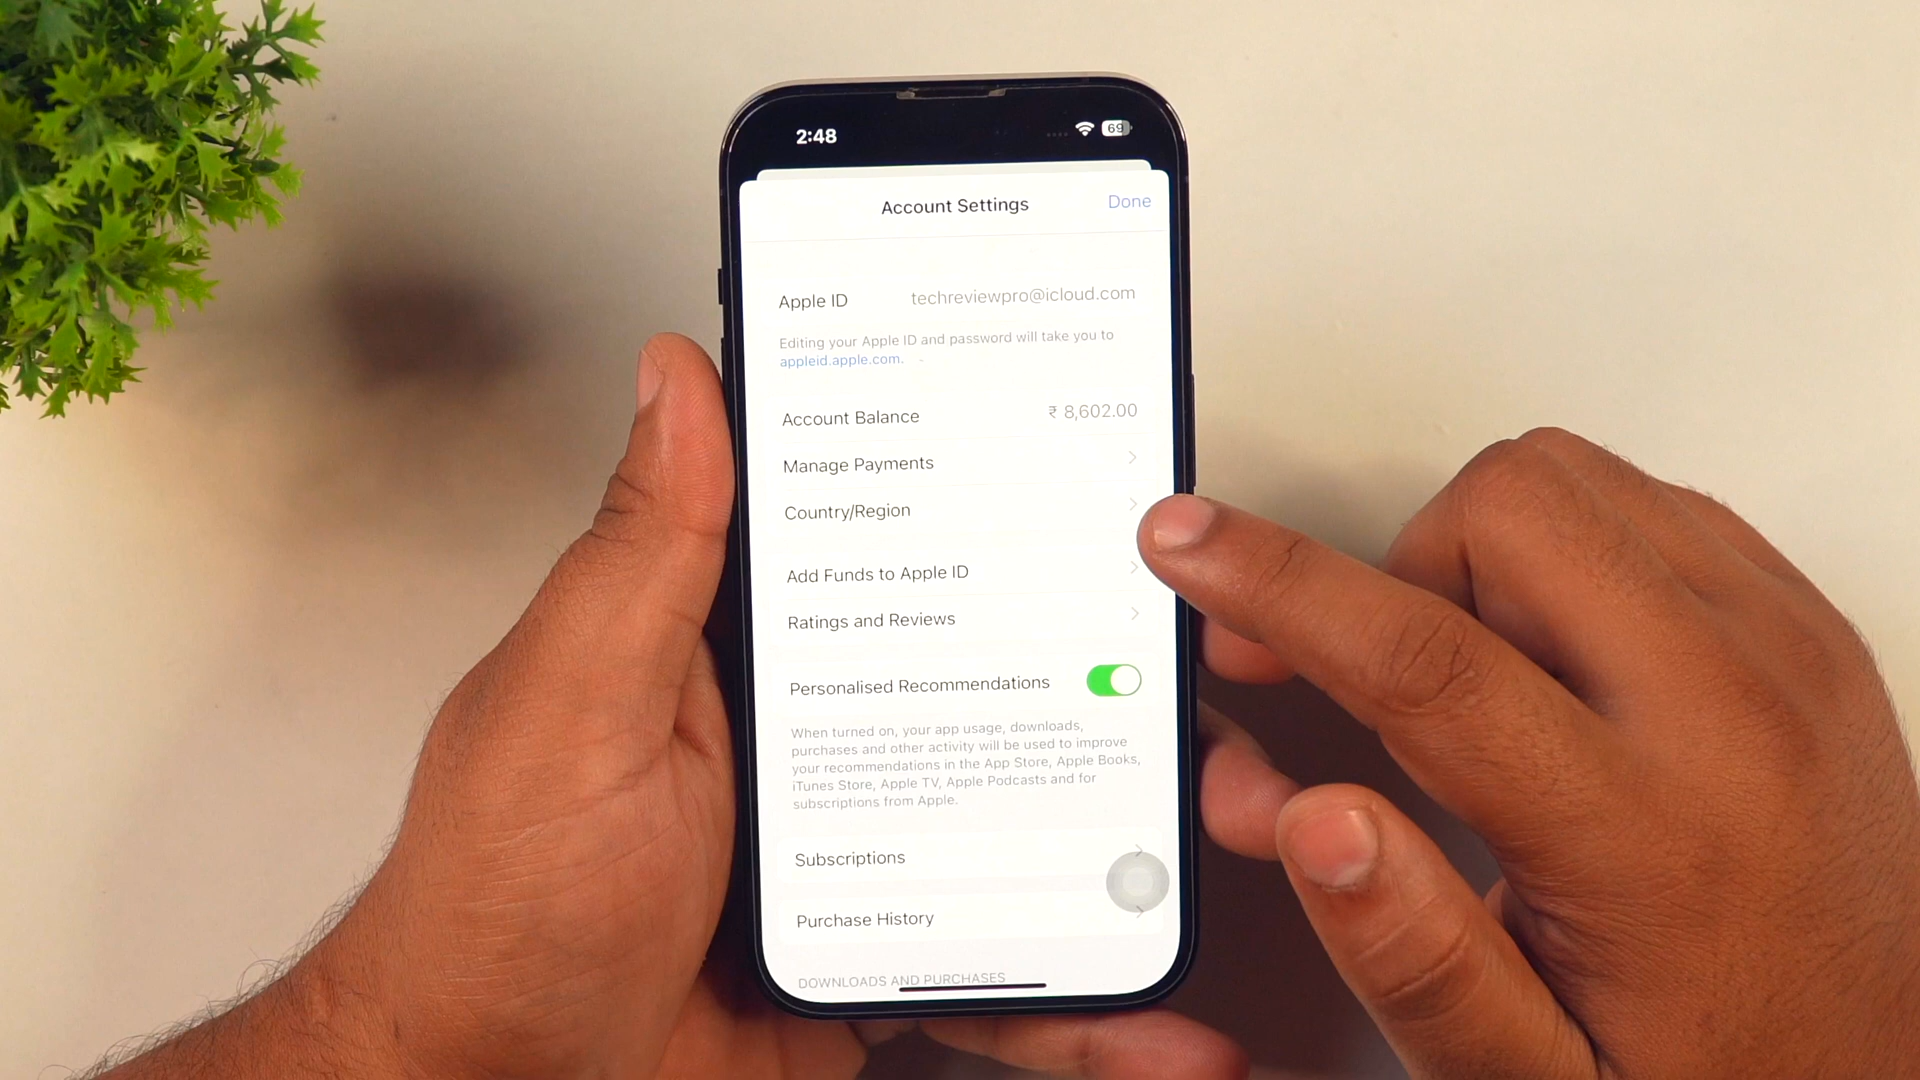 2:48
69
Account Settings
Done
Apple ID
techreviewpro@icloud.com
Editing your Apple ID and password will take you to
appleid.apple.com.
Account Balance
₹ 8,602.00
Manage Payments
Country/Region
Add Funds to Apple ID
Ratings and Reviews
Personalised Recommendations
When turned on, your app usage, downloads,
purchases and other activity will be used to improve
your recommendations in the App Store, Apple Books,
iTunes Store, Apple TV, Apple Podcasts and for
subscriptions from Apple.
Subscriptions
Purchase History
DOWNLOADS AND PURCHASES